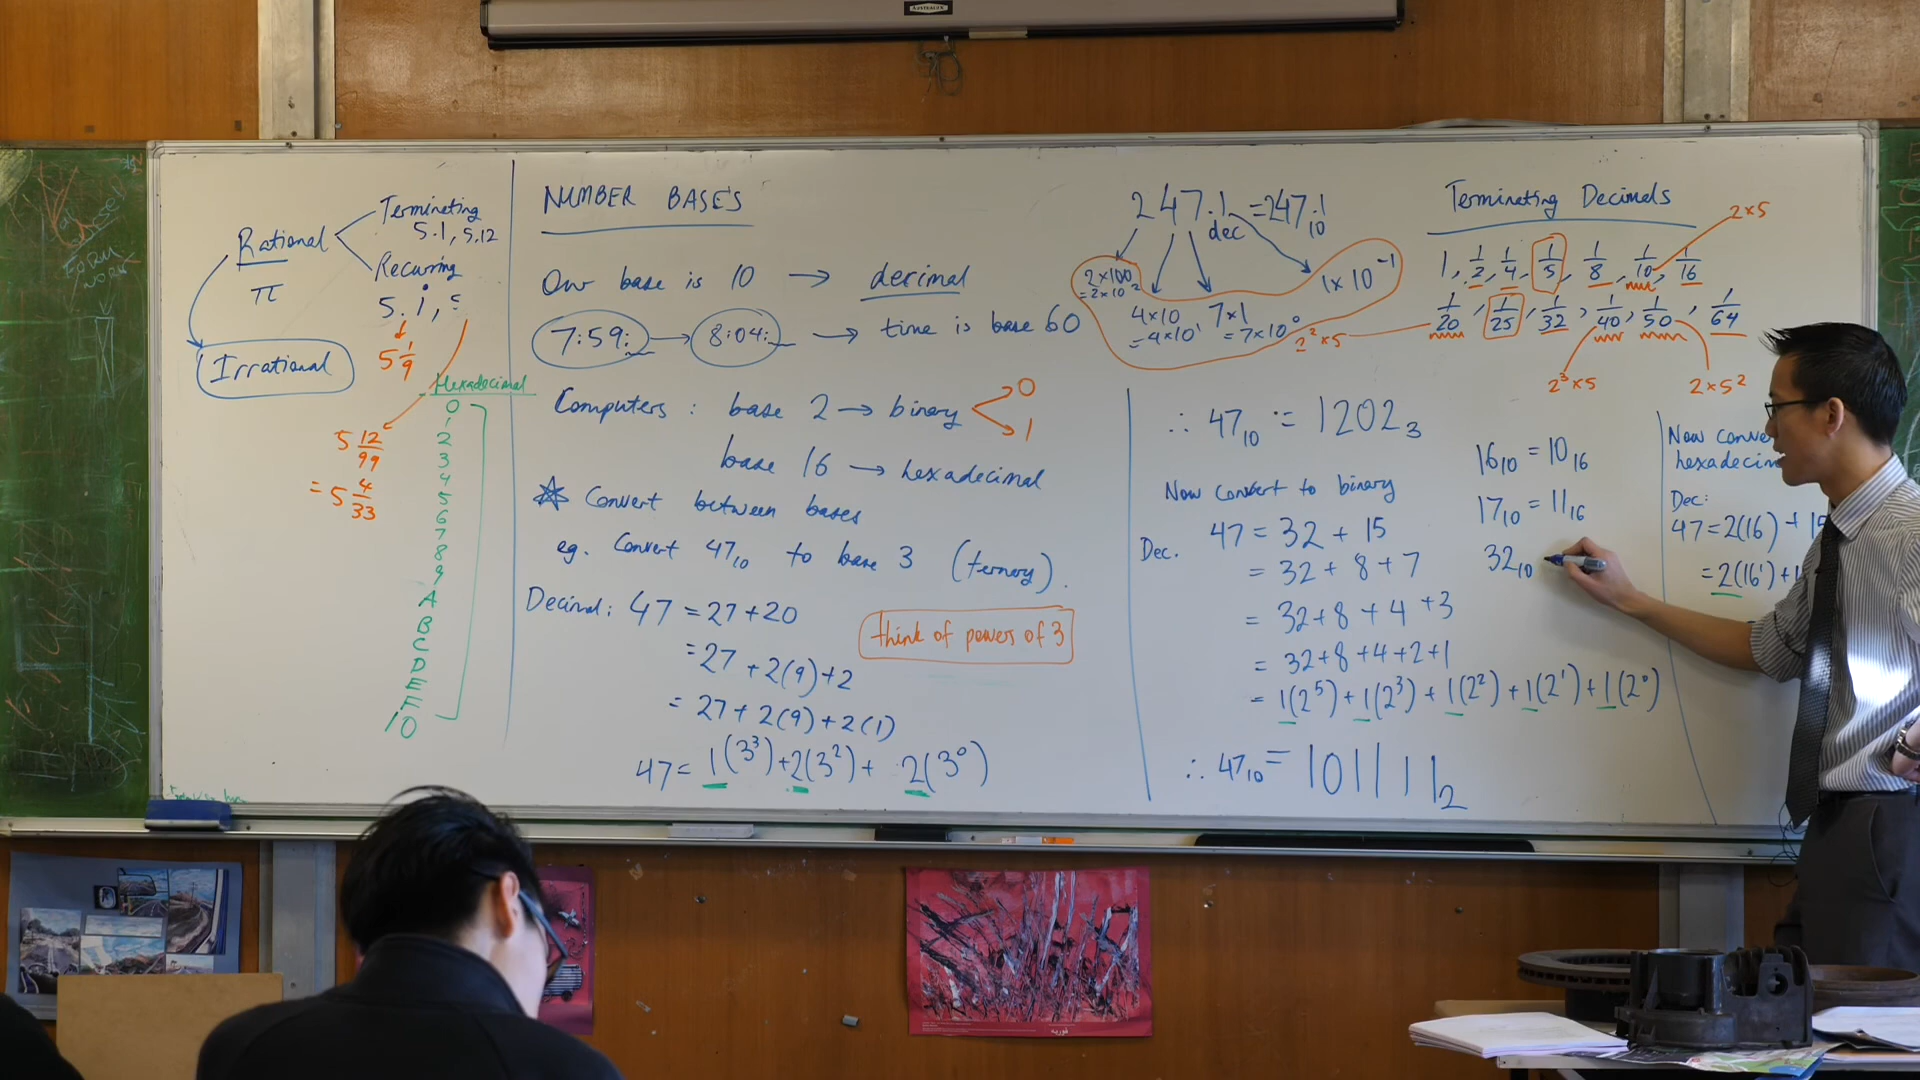 Rational
Terminating
5.1, 5.12
Recurring
π
5.1̇,
5 1/9
Irrational
5 12/99
= 5 4/33
Hexadecimal
0
1
2
3
4
5
6
7
8
9
A
B
C
D
E
F
10
NUMBER BASES
Our base is 10 → decimal
7:59: → 8:04: → time is base 60
Computers : base 2 → binary
0
1
base 16 → hexadecimal
☆ Convert between bases
eg. Convert 47₁₀ to base 3 (ternary).
Decimal: 47 = 27 + 20
= 27 + 2(9) + 2
= 27 + 2(9) + 2(1)
47 = 1(3³) + 2(3²) + 2(3⁰)
think of powers of 3
247.1 dec = 247.1₁₀
2×100
= 2×10²
4×10
= 4×10¹
7×1
= 7×10⁰
1×10⁻¹
∴ 47₁₀ = 1202₃
Now convert to binary
Dec. 47 = 32 + 15
= 32 + 8 + 7
= 32 + 8 + 4 + 3
= 32 + 8 + 4 + 2 + 1
= 1(2⁵) + 1(2³) + 1(2²) + 1(2¹) + 1(2⁰)
∴ 47₁₀ = 101111₂
16₁₀ = 10₁₆
17₁₀ = 11₁₆
32₁₀
Terminating Decimals
2×5
1, 1/2, 1/4, 1/5, 1/8, 1/10, 1/16
1/20, 1/25, 1/32, 1/40, 1/50, 1/64
2²×5
2³×5
2×5²
Now conve
hexadecim
Dec:
47 = 2(16) + 15
= 2(16¹) + 1